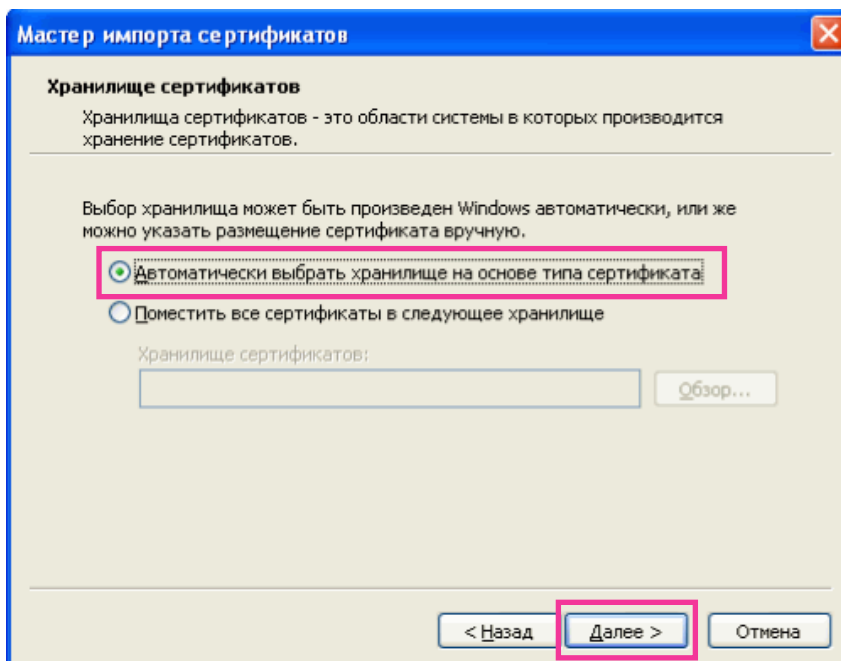 Мастер импорта сертификатов
Хранилище сертификатов
Хранилища сертификатов - это области системы в которых производится
хранение сертификатов.
Выбор хранилища может быть произведен Windows автоматически, или же
можно указать размещение сертификата вручную.
Автоматически выбрать хранилище на основе типа сертификата
Поместить все сертификаты в следующее хранилище
Хранилище сертификатов:
Обзор...
< Назад
Далее >
Отмена